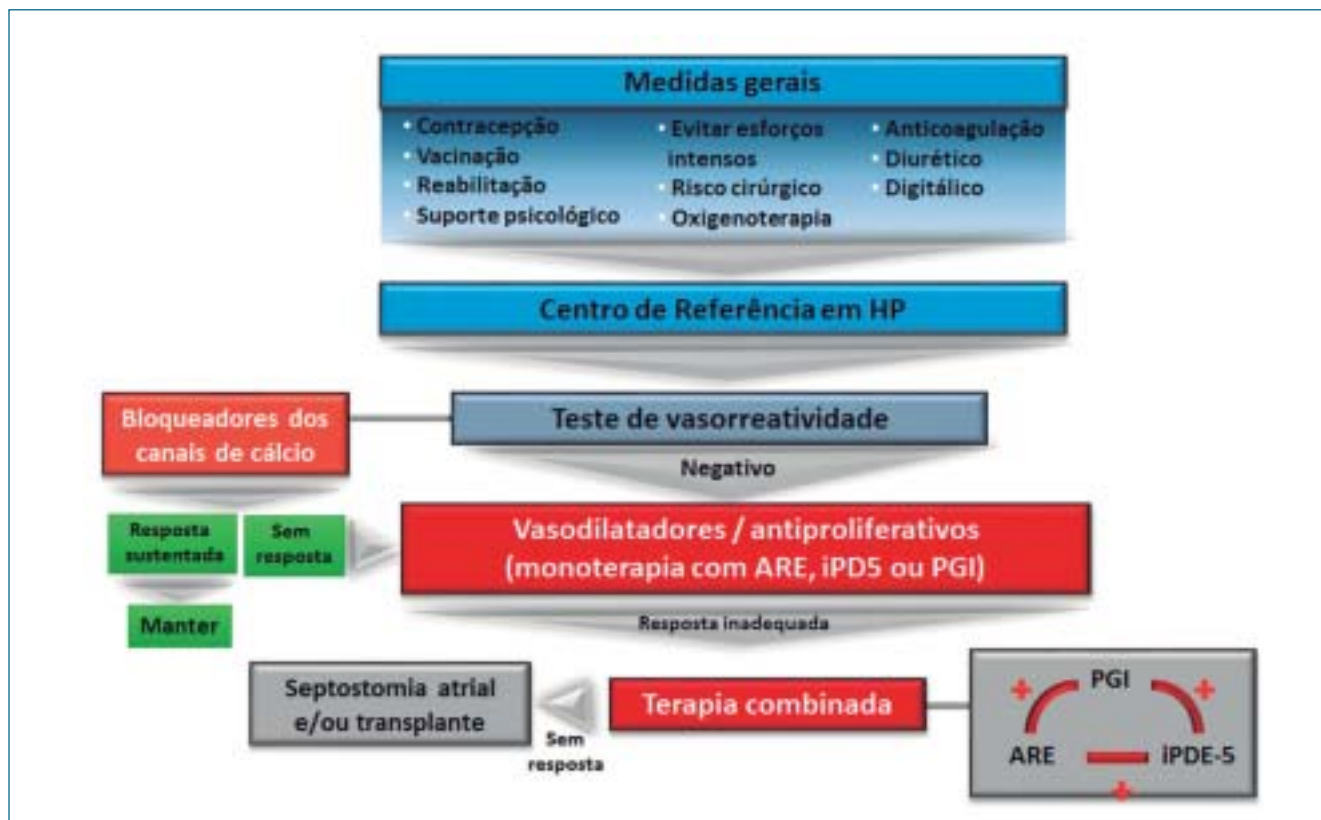 Medidas gerais
• Contracepção
• Vacinação
• Reabilitação
• Suporte psicológico
• Evitar esforços
intensos
• Risco cirúrgico
• Oxigenoterapia
• Anticoagulação
• Diurético
• Digitálico
Centro de Referência em HP
Bloqueadores dos
canais de cálcio
Teste de vasorreatividade
Negativo
Resposta
sustentada
Sem
resposta
Manter
Vasodilatadores / antiproliferativos
(monoterapia com ARE, iPD5 ou PGI)
Resposta inadequada
Septostomia atrial
e/ou transplante
Sem
resposta
Terapia combinada
+ PGI +
ARE iPDE-5
+